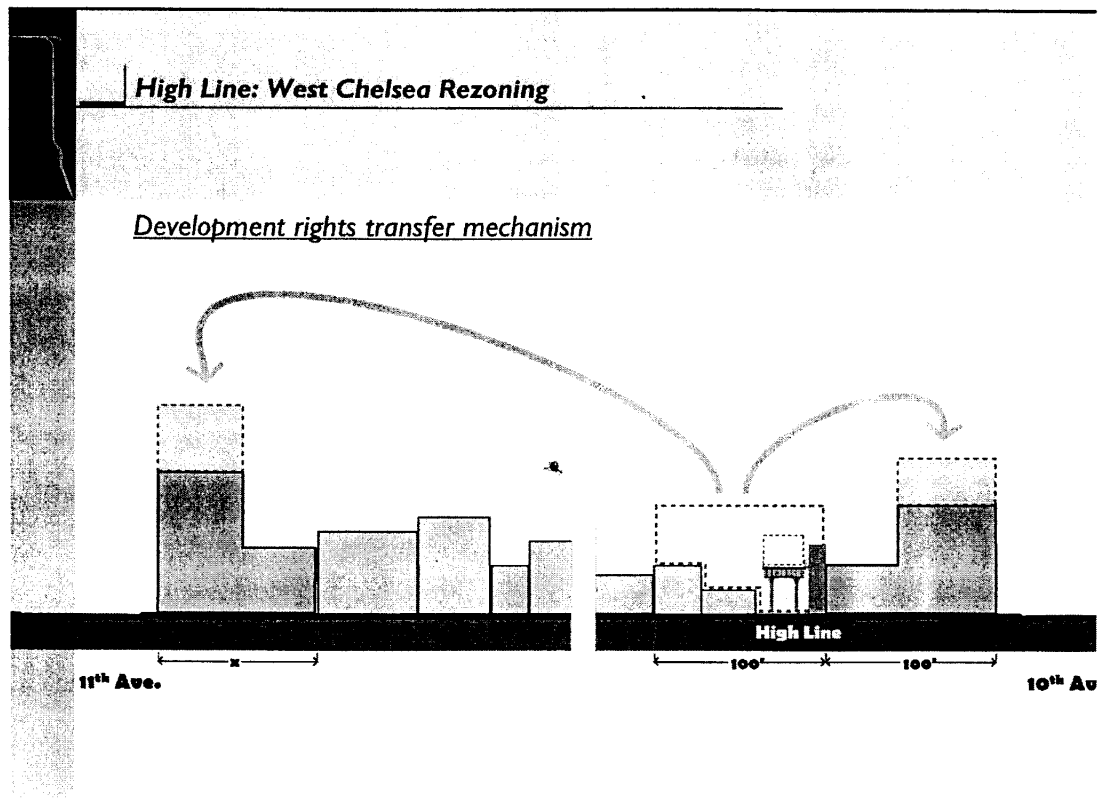 High Line: West Chelsea Rezoning
Development rights transfer mechanism
High Line
x
100'
100'
11th Ave.
10th Av